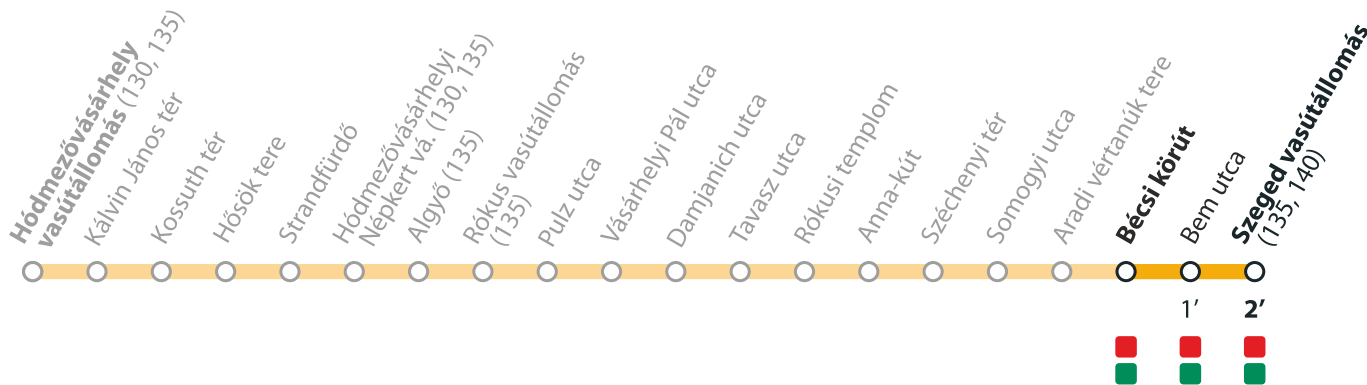 Hódmezővásárhely
vasútállomás (130, 135)
Kálvin János tér
Kossuth tér
Hősök tere
Strandfürdő
Hódmezővásárhelyi
Népkert vá. (130, 135)
Algyő (135)
Rókus vasútállomás
(135)
Pulz utca
Vásárhelyi Pál utca
Damjanich utca
Tavasz utca
Rókusi templom
Anna-kút
Széchenyi tér
Somogyi utca
Aradi vértanúk tere
Bécsi körút
Bem utca
Szeged vasútállomás
(135, 140)
1’ 2’